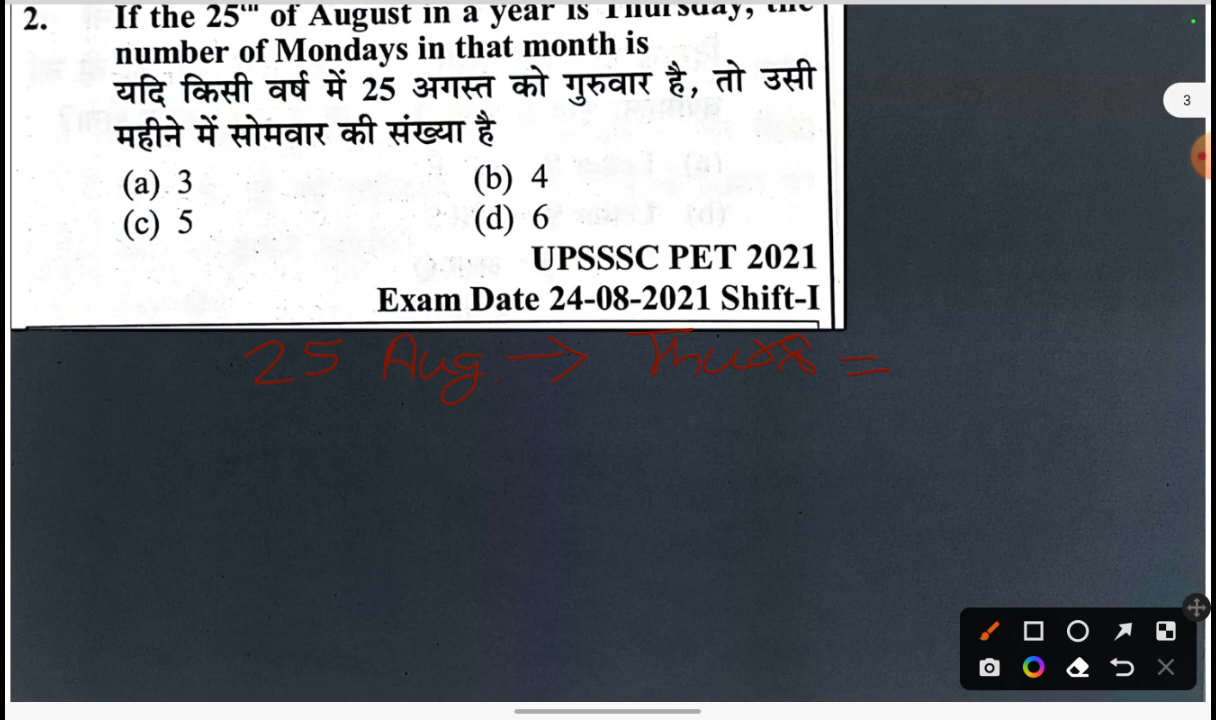 2. If the 25th of August in a year is Thursday, the
number of Mondays in that month is
यदि किसी वर्ष में 25 अगस्त को गुरुवार है, तो उसी
महीने में सोमवार की संख्या है
(a) 3 (b) 4
(c) 5 (d) 6
UPSSSC PET 2021
Exam Date 24-08-2021 Shift-I
25 Aug → Thurs =
3